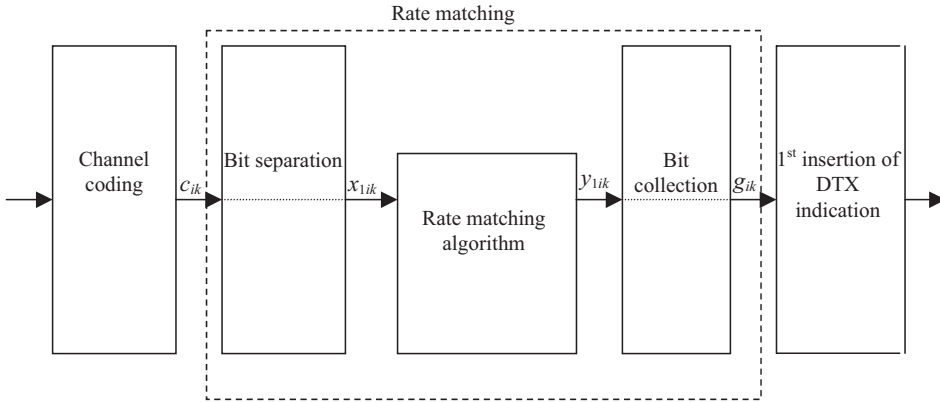 Rate matching
Channel
coding
c_ik
Bit separation
x_1ik
Rate matching
algorithm
y_1ik
Bit
collection
g_ik
1st insertion of
DTX
indication